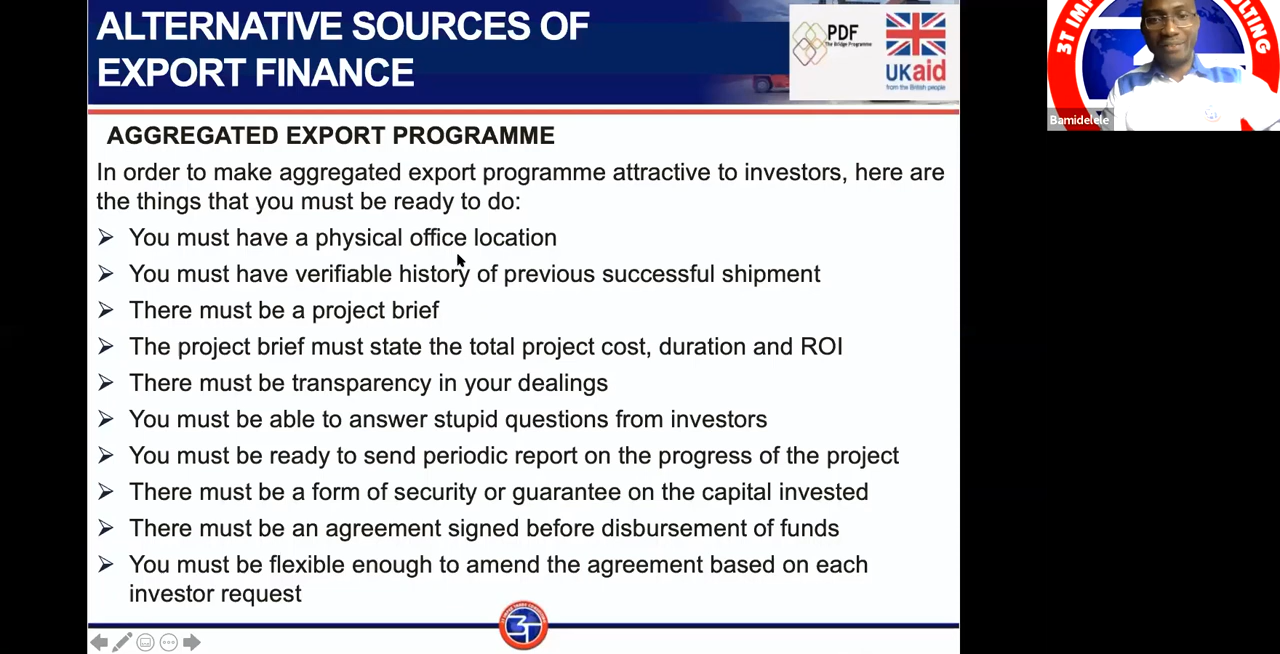 ALTERNATIVE SOURCES OF
EXPORT FINANCE
PDF
The Bridge Programme
UKaid
from the British people
3T IMP
LTING
Bamidelele
AGGREGATED EXPORT PROGRAMME
In order to make aggregated export programme attractive to investors, here are
the things that you must be ready to do:
➢ You must have a physical office location
➢ You must have verifiable history of previous successful shipment
➢ There must be a project brief
➢ The project brief must state the total project cost, duration and ROI
➢ There must be transparency in your dealings
➢ You must be able to answer stupid questions from investors
➢ You must be ready to send periodic report on the progress of the project
➢ There must be a form of security or guarantee on the capital invested
➢ There must be an agreement signed before disbursement of funds
➢ You must be flexible enough to amend the agreement based on each
investor request
3T